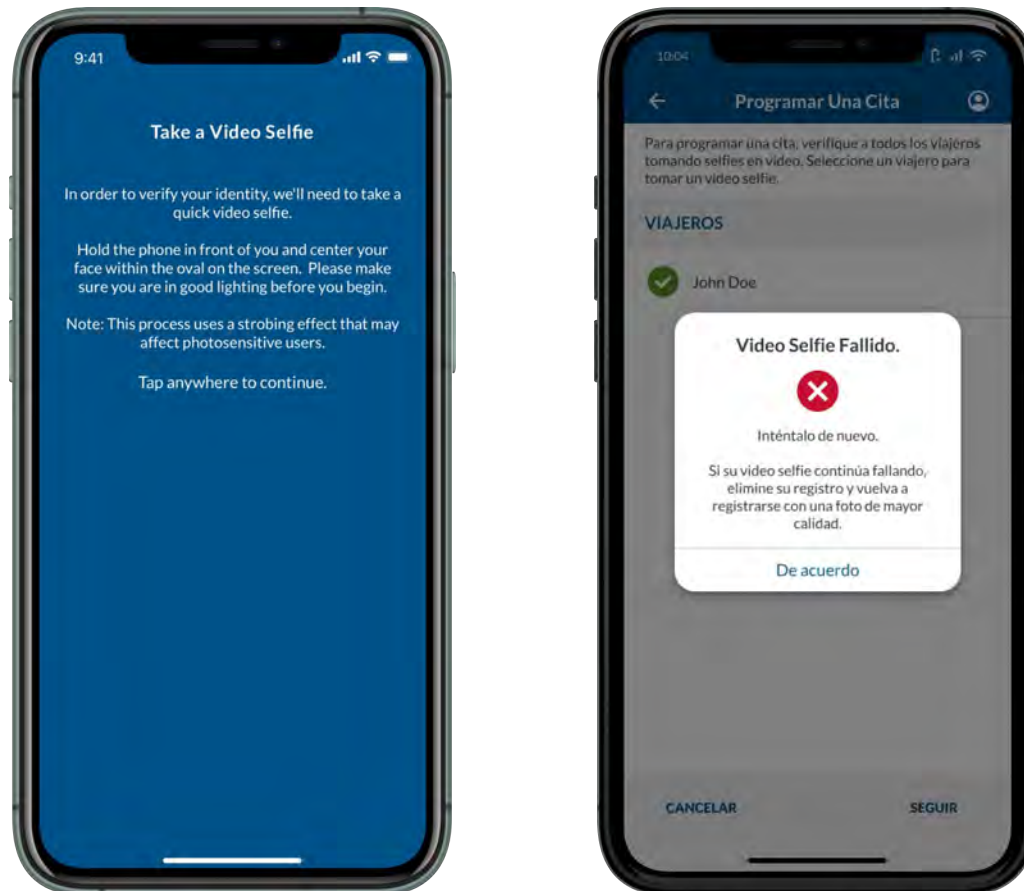 9:41
Take a Video Selfie
In order to verify your identity, we'll need to take a
quick video selfie.
Hold the phone in front of you and center your
face within the oval on the screen. Please make
sure you are in good lighting before you begin.
Note: This process uses a strobing effect that may
affect photosensitive users.
Tap anywhere to continue.
10:04
Programar Una Cita
Para programar una cita, verifique a todos los viajeros
tomando selfies en video. Seleccione un viajero para
tomar un video selfie.
VIAJEROS
John Doe
Video Selfie Fallido.
Inténtalo de nuevo.
Si su video selfie continúa fallando,
elimine su registro y vuelva a
registrarse con una foto de mayor
calidad.
De acuerdo
CANCELAR SEGUIR